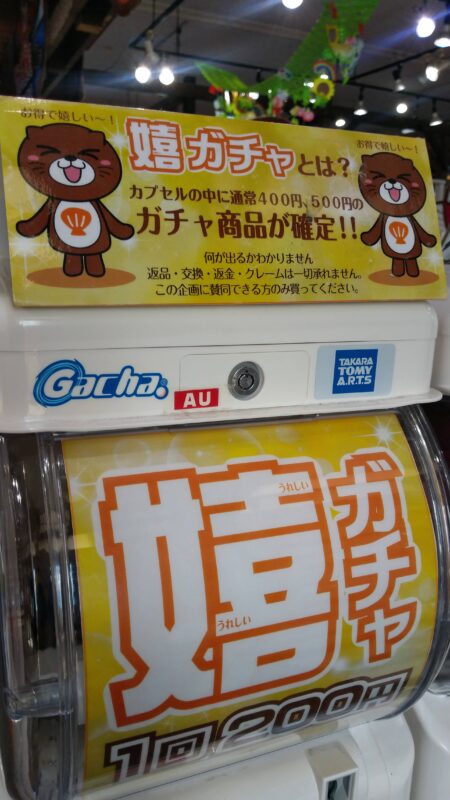 お得で嬉しい～!
お得で嬉しい～!
嬉ガチャとは?
カプセルの中に通常400円、500円の
ガチャ商品が確定!!
何が出るかわかりません
返品・交換・返金・クレームは一切承れません。
この企画に賛同できる方のみ買ってください。
Gacha.
AU
TAKARA
TOMY
A.R.T.S
嬉ガチャ
うれしい
うれしい
1回200円